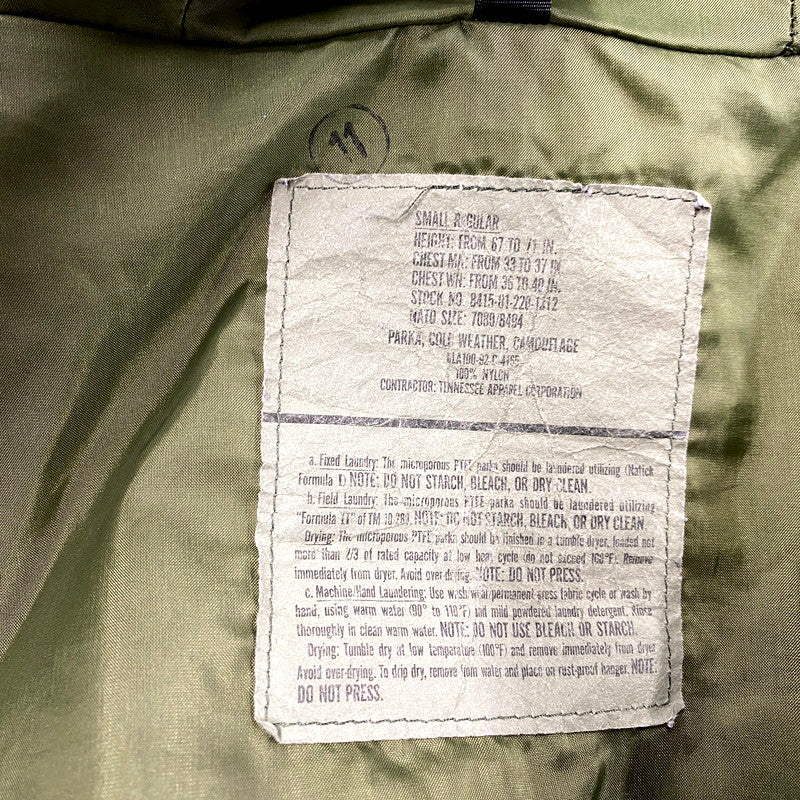 11
SMALL REGULAR
HEIGHT: FROM 67 TO 71 IN.
CHEST MN: FROM 33 TO 37 IN
CHEST WN: FROM 36 TO 40 IN.
STOCK NO. 8415-01-228-1312
NATO SIZE: 7080/8494
PARKA, COLD WEATHER, CAMOUFLAGE
100% NYLON
CONTRACTOR: TENNESSEE APPAREL CORPORATION
a. Fixed Laundry: The microporous PTFE parka should be laundered utilizing (Natick
Formula I) NOTE: DO NOT STARCH, BLEACH, OR DRY CLEAN.
b. Field Laundry: The microporous PTFE parka should be laundered utilizing
"Formula II" of TM 10-280. NOTE: DO NOT STARCH, BLEACH, OR DRY CLEAN.
Drying: The microporous PTFE parka should be finished in a tumble dryer, loaded not
more than 2/3 of rated capacity at low heat cycle (do not exceed 160°F). Remove
immediately from dryer. Avoid over-drying. NOTE: DO NOT PRESS.
c. Machine/Hand Laundering: Use wash wear/permanent press fabric cycle or wash by
hand, using warm water (90° to 110°F) and mild powdered laundry detergent. Rinse
thoroughly in clean warm water. NOTE: DO NOT USE BLEACH OR STARCH.
Drying: Tumble dry at low temperature (100°F) and remove immediately from dryer
Avoid over-drying. To drip dry, remove from water and place on rust-proof hanger. NOTE:
DO NOT PRESS.